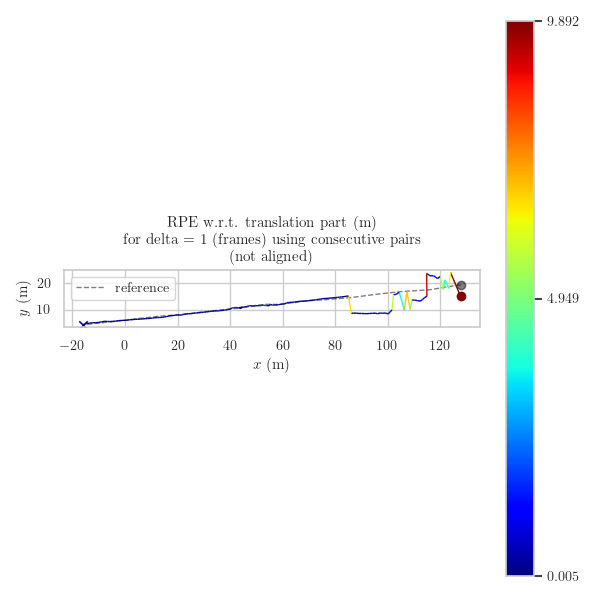 RPE w.r.t. translation part (m)
for delta = 1 (frames) using consecutive pairs
(not aligned)
reference
y (m)
20
10
−20
0
20
40
60
80
100
120
x (m)
9.892
4.949
0.005